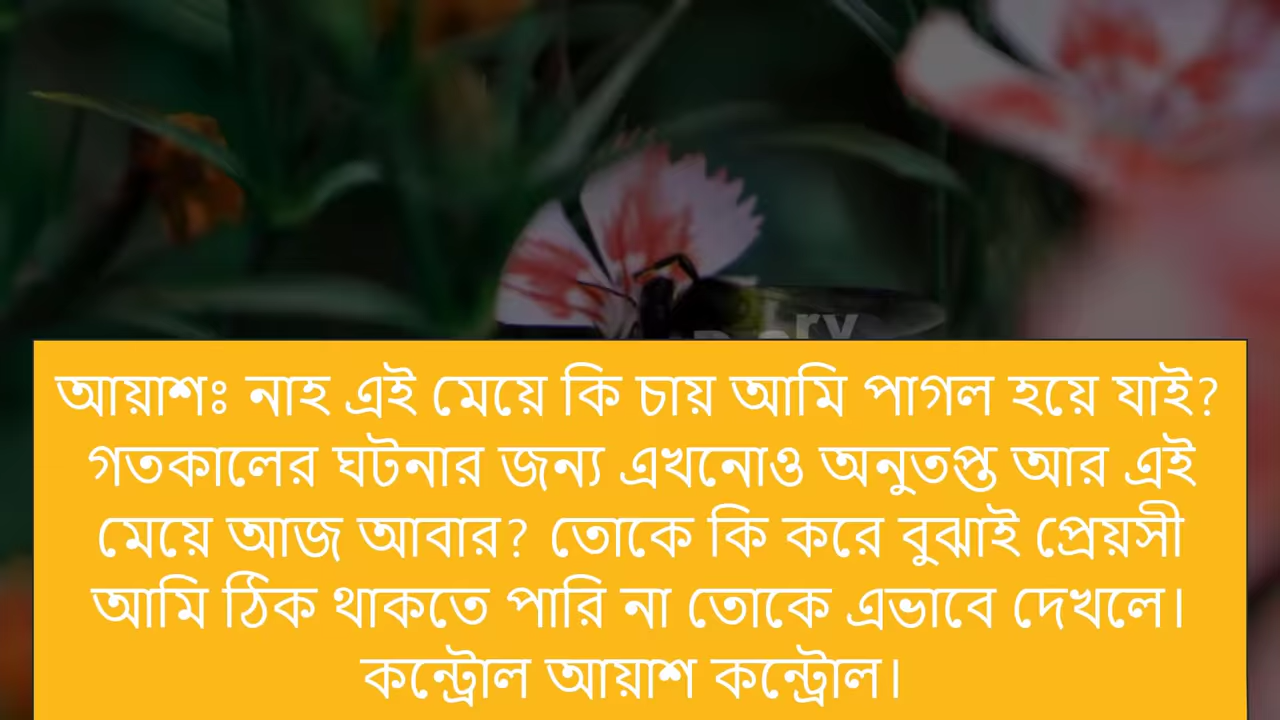 আয়াশঃ নাহ এই মেয়ে কি চায় আমি পাগল হয়ে যাই?
গতকালের ঘটনার জন্য এখনোও অনুতপ্ত আর এই
মেয়ে আজ আবার? তোকে কি করে বুঝাই প্রেয়সী
আমি ঠিক থাকতে পারি না তোকে এভাবে দেখলে।
কন্ট্রোল আয়াশ কন্ট্রোল।